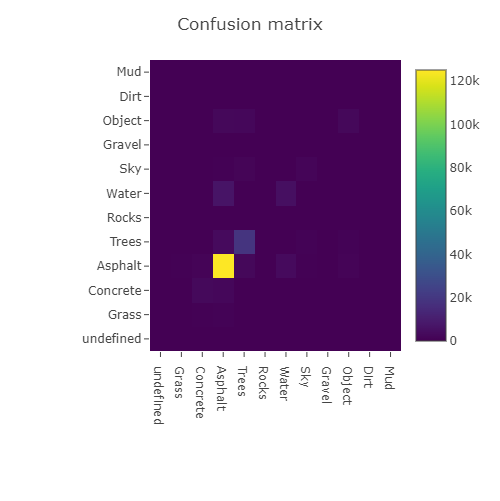 Confusion matrix
Mud
Dirt
Object
Gravel
Sky
Water
Rocks
Trees
Asphalt
Concrete
Grass
undefined
undefined
Grass
Concrete
Asphalt
Trees
Rocks
Water
Sky
Gravel
Object
Dirt
Mud
120k
100k
80k
60k
40k
20k
0